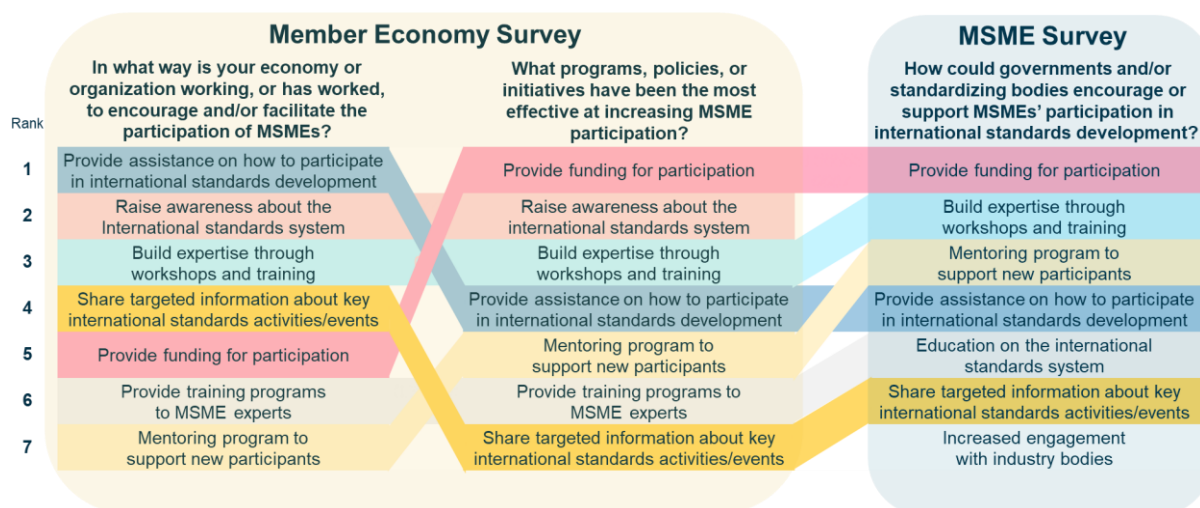 Member Economy Survey
MSME Survey
In what way is your economy or
organization working, or has worked,
to encourage and/or facilitate the
participation of MSMEs?
What programs, policies, or
initiatives have been the most
effective at increasing MSME
participation?
How could governments and/or
standardizing bodies encourage or
support MSMEs' participation in
international standards development?
Rank
1
Provide assistance on how to participate
in international standards development
Provide funding for participation
Provide funding for participation
2
Raise awareness about the
International standards system
Raise awareness about the
international standards system
Build expertise through
workshops and training
3
Build expertise through
workshops and training
Build expertise through
workshops and training
Mentoring program to
support new participants
4
Share targeted information about key
international standards activities/events
Provide assistance on how to participate
in international standards development
Provide assistance on how to participate
in international standards development
5
Provide funding for participation
Mentoring program to
support new participants
Education on the international
standards system
6
Provide training programs
to MSME experts
Provide training programs to
MSME experts
Share targeted information about key
international standards activities/events
7
Mentoring program to
support new participants
Share targeted information about key
international standards activities/events
Increased engagement
with industry bodies